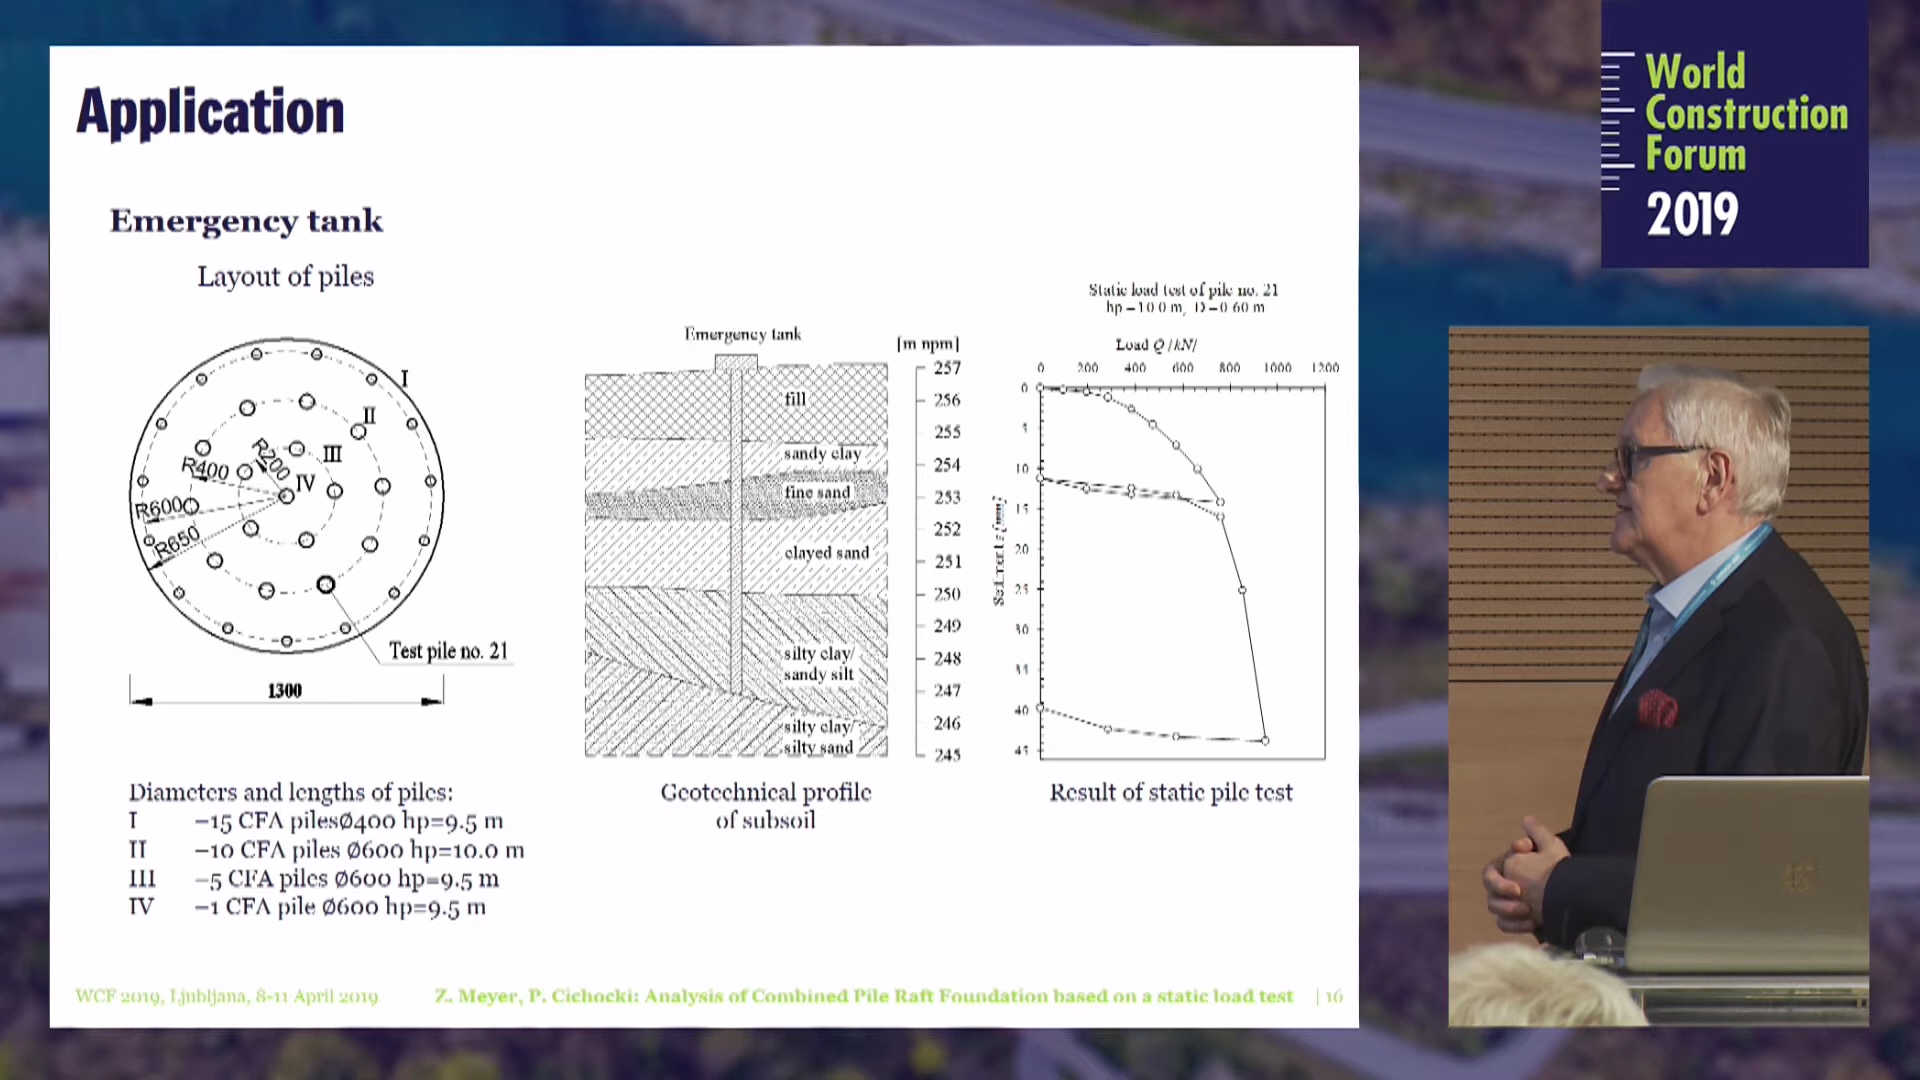 Application
Emergency tank
Layout of piles
I
II
III
IV
R200
R400
R600
R650
Test pile no. 21
1300
Diameters and lengths of piles:
I –15 CFA pilesØ400 hp=9.5 m
II –10 CFA piles Ø600 hp=10.0 m
III –5 CFA piles Ø600 hp=9.5 m
IV –1 CFA pile Ø600 hp=9.5 m
Emergency tank
[m npm]
fill
sandy clay
fine sand
clayed sand
silty clay/
sandy silt
silty clay/
silty sand
257
256
255
254
253
252
251
250
249
248
247
246
245
Geotechnical profile
of subsoil
Static load test of pile no. 21
hp =10.0 m, D=0.60 m
Load Q /kN/
0 200 400 600 800 1000 1200
0
5
10
15
20
25
30
40
45
Result of static pile test
WCF 2019, Ljubljana, 8-11 April 2019 Z. Meyer, P. Cichocki: Analysis of Combined Pile Raft Foundation based on a static load test | 16
World
Construction
Forum
2019